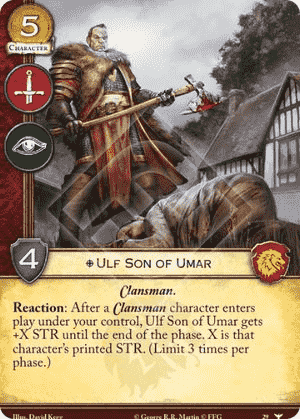 5
CHARACTER
4
ULF SON OF UMAR
Clansman.
Reaction: After a Clansman character enters
play under your control, Ulf Son of Umar gets
+X STR until the end of the phase. X is that
character's printed STR. (Limit 3 times per
phase.)
Illus. David Kegg © George R.R. Martin © FFG 29